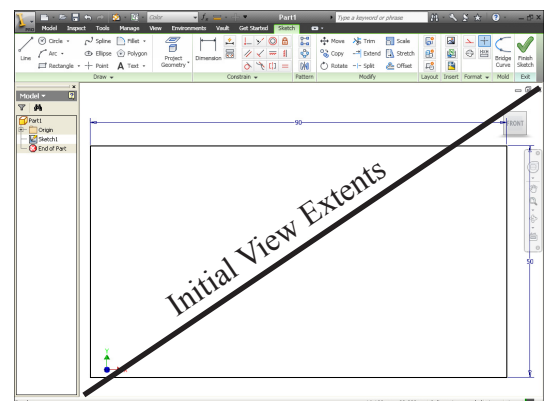 Color
Part1
Type a keyword or phrase
Model Inspect Tools Manage View Environments Vault Get Started Sketch
Line
Circle
Arc
Rectangle
Spline
Ellipse
Point
Fillet
Polygon
Text
Project Geometry
Dimension
Move
Copy
Rotate
Trim
Extend
Split
Scale
Stretch
Offset
Bridge Curve
Finish Sketch
Draw Constrain Pattern Modify Layout Insert Format Mold Exit
Model
Part1
Origin
Sketch1
End of Part
90
FRONT
50
Initial View Extents
Y